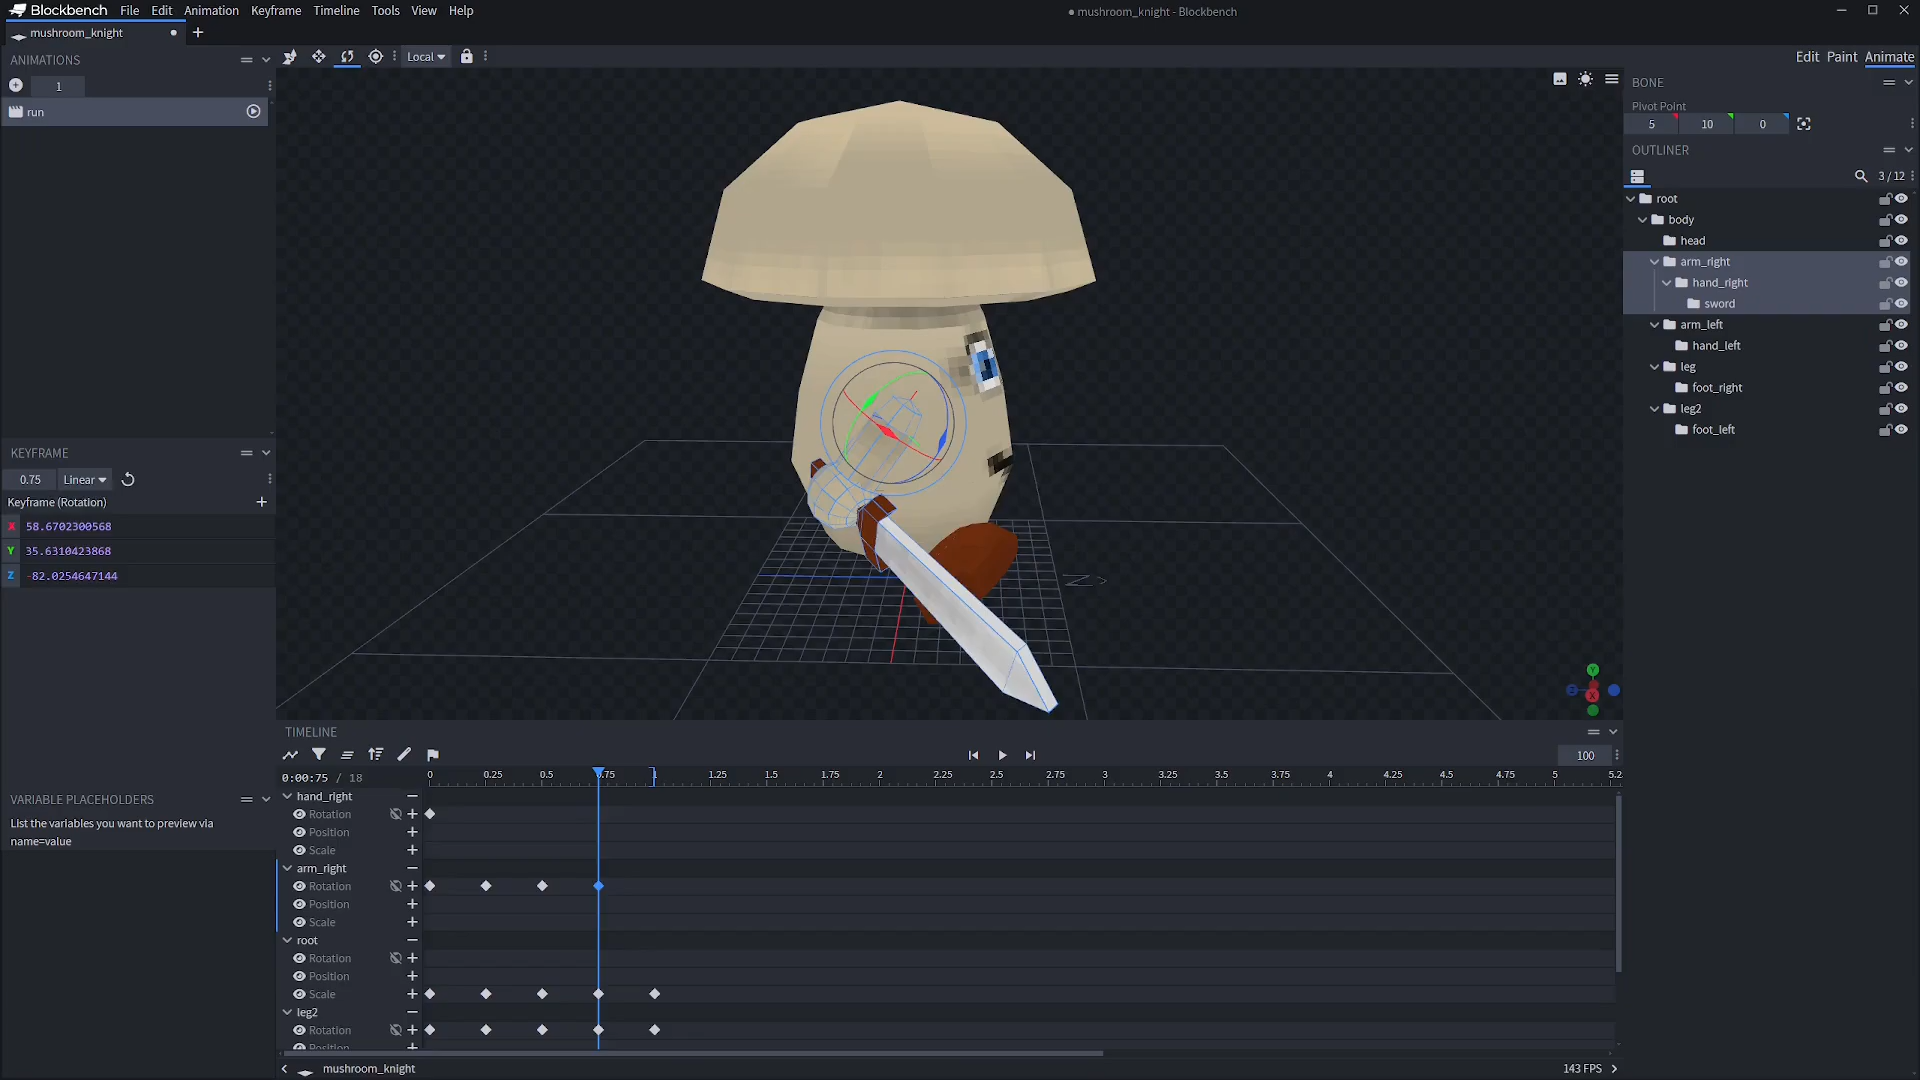 Blockbench File Edit Animation Keyframe Timeline Tools View Help
mushroom_knight - Blockbench
mushroom_knight
ANIMATIONS
1
run
Local
Edit Paint Animate
BONE
Pivot Point
5 10 0
OUTLINER
3 / 12
root
body
head
arm_right
hand_right
sword
arm_left
hand_left
leg
foot_right
leg2
foot_left
KEYFRAME
0.75 Linear
Keyframe (Rotation)
X 58.6702300568
Y 35.6310423868
Z -82.0254647144
VARIABLE PLACEHOLDERS
List the variables you want to preview via
name=value
Y
Z
X
TIMELINE
100
0:00:75 / 18
0 0.25 0.5 0.75 1 1.25 1.5 1.75 2 2.25 2.5 2.75 3 3.25 3.5 3.75 4 4.25 4.5 4.75 5 5.2
hand_right
Rotation
Position
Scale
arm_right
Rotation
Position
Scale
root
Rotation
Position
Scale
leg2
Rotation
Position
mushroom_knight
143 FPS